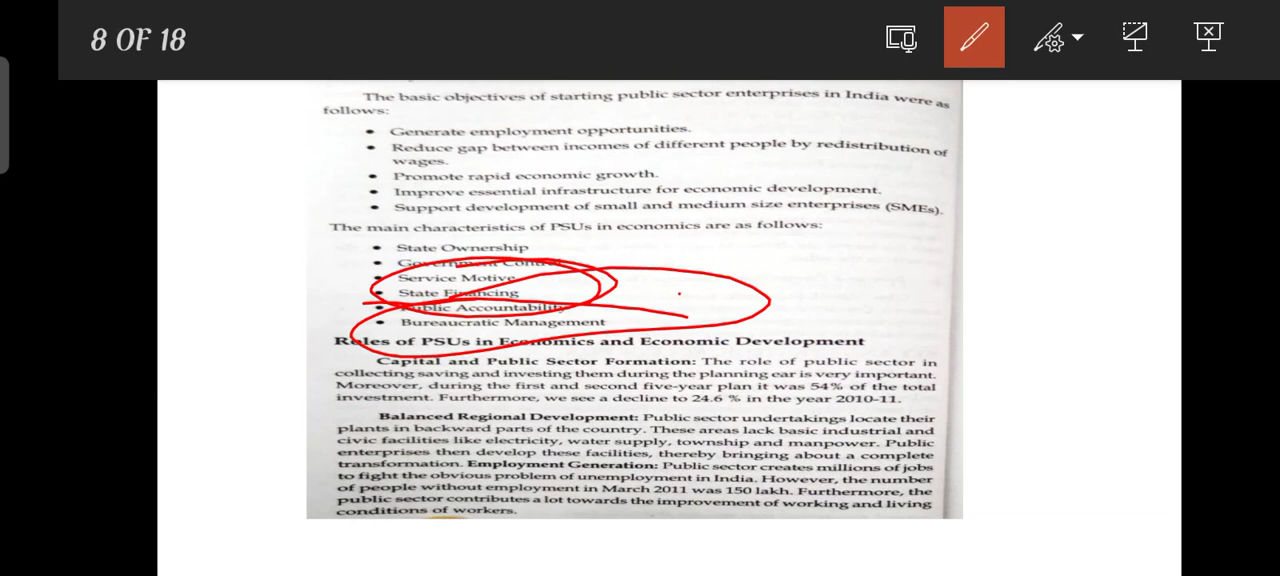 8 OF 18
The basic objectives of starting public sector enterprises in India were as
follows:
• Generate employment opportunities.
• Reduce gap between incomes of different people by redistribution of
wages.
• Promote rapid economic growth.
• Improve essential infrastructure for economic development.
• Support development of small and medium size enterprises (SMEs).
The main characteristics of PSUs in economics are as follows:
• State Ownership
• Government Control
• Service Motive
• State Financing
• Public Accountability
• Bureaucratic Management
Roles of PSUs in Economics and Economic Development
Capital and Public Sector Formation: The role of public sector in
collecting saving and investing them during the planning ear is very important.
Moreover, during the first and second five-year plan it was 54% of the total
investment. Furthermore, we see a decline to 24.6 % in the year 2010-11.
Balanced Regional Development: Public sector undertakings locate their
plants in backward parts of the country. These areas lack basic industrial and
civic facilities like electricity, water supply, township and manpower. Public
enterprises then develop these facilities, thereby bringing about a complete
transformation. Employment Generation: Public sector creates millions of jobs
to fight the obvious problem of unemployment in India. However, the number
of people without employment in March 2011 was 150 lakh. Furthermore, the
public sector contributes a lot towards the improvement of working and living
conditions of workers.